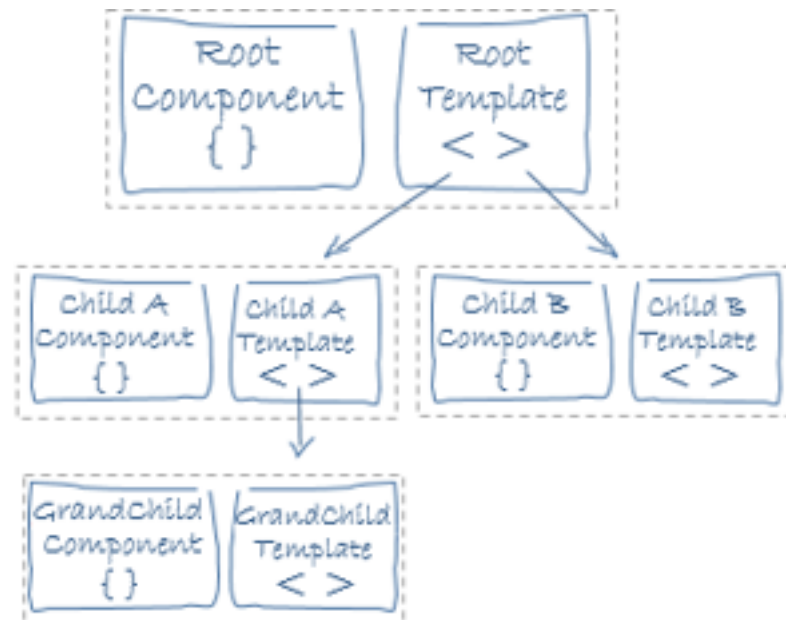 Root
Component
{ }
Root
Template
< >
Child A
Component
{ }
Child A
Template
< >
Child B
Component
{ }
Child B
Template
< >
GrandChild
Component
{ }
GrandChild
Template
< >